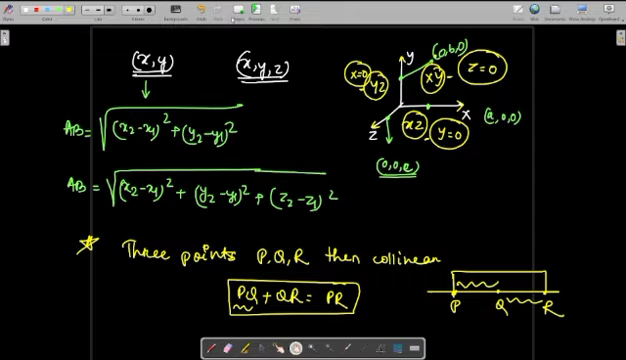 (x,y)
(x,y,z)
AB = √(x₂-x₁)² + (y₂-y₁)²
AB = √(x₂-x₁)² + (y₂-y₁)² + (z₂-z₁)²
y
(a,b,0)
x=0
yz
xy - z=0
x
(a,0,0)
z
xz - y=0
(0,0,a)
Three points P, Q, R then collinear
PQ + QR = PR
P Q R